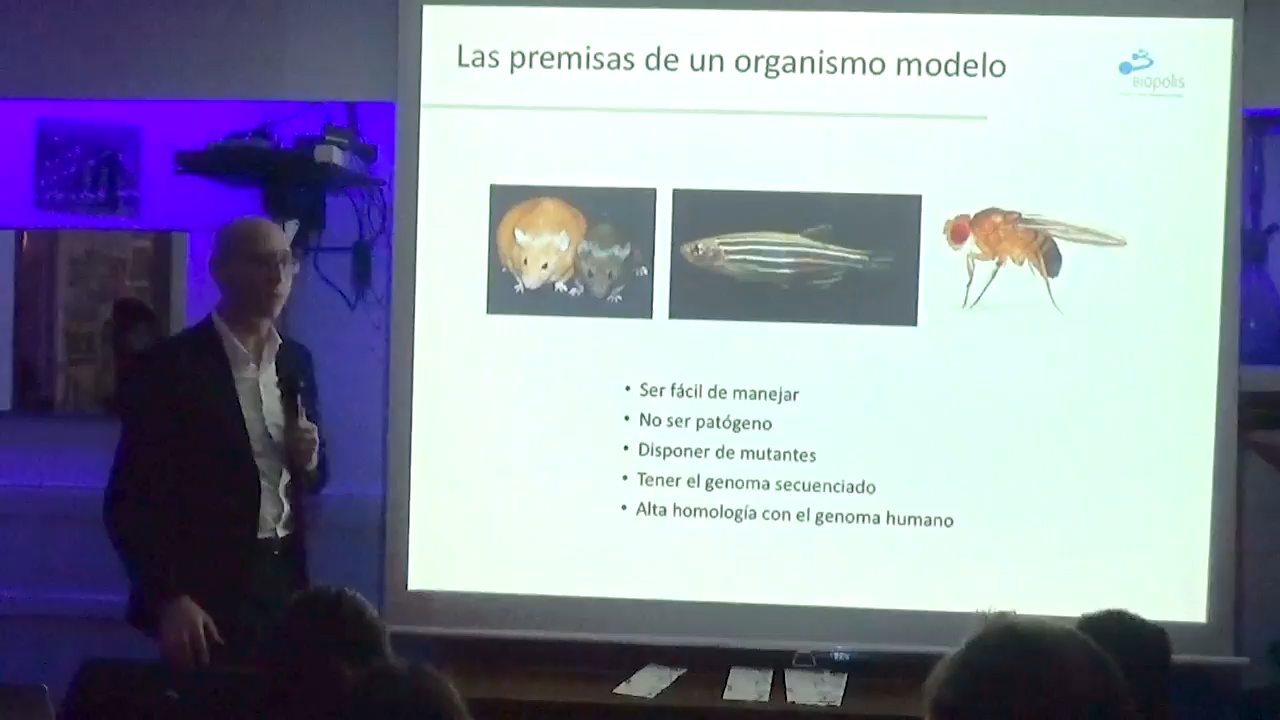 Las premisas de un organismo modelo
BIOpolis
• Ser fácil de manejar
• No ser patógeno
• Disponer de mutantes
• Tener el genoma secuenciado
• Alta homología con el genoma humano